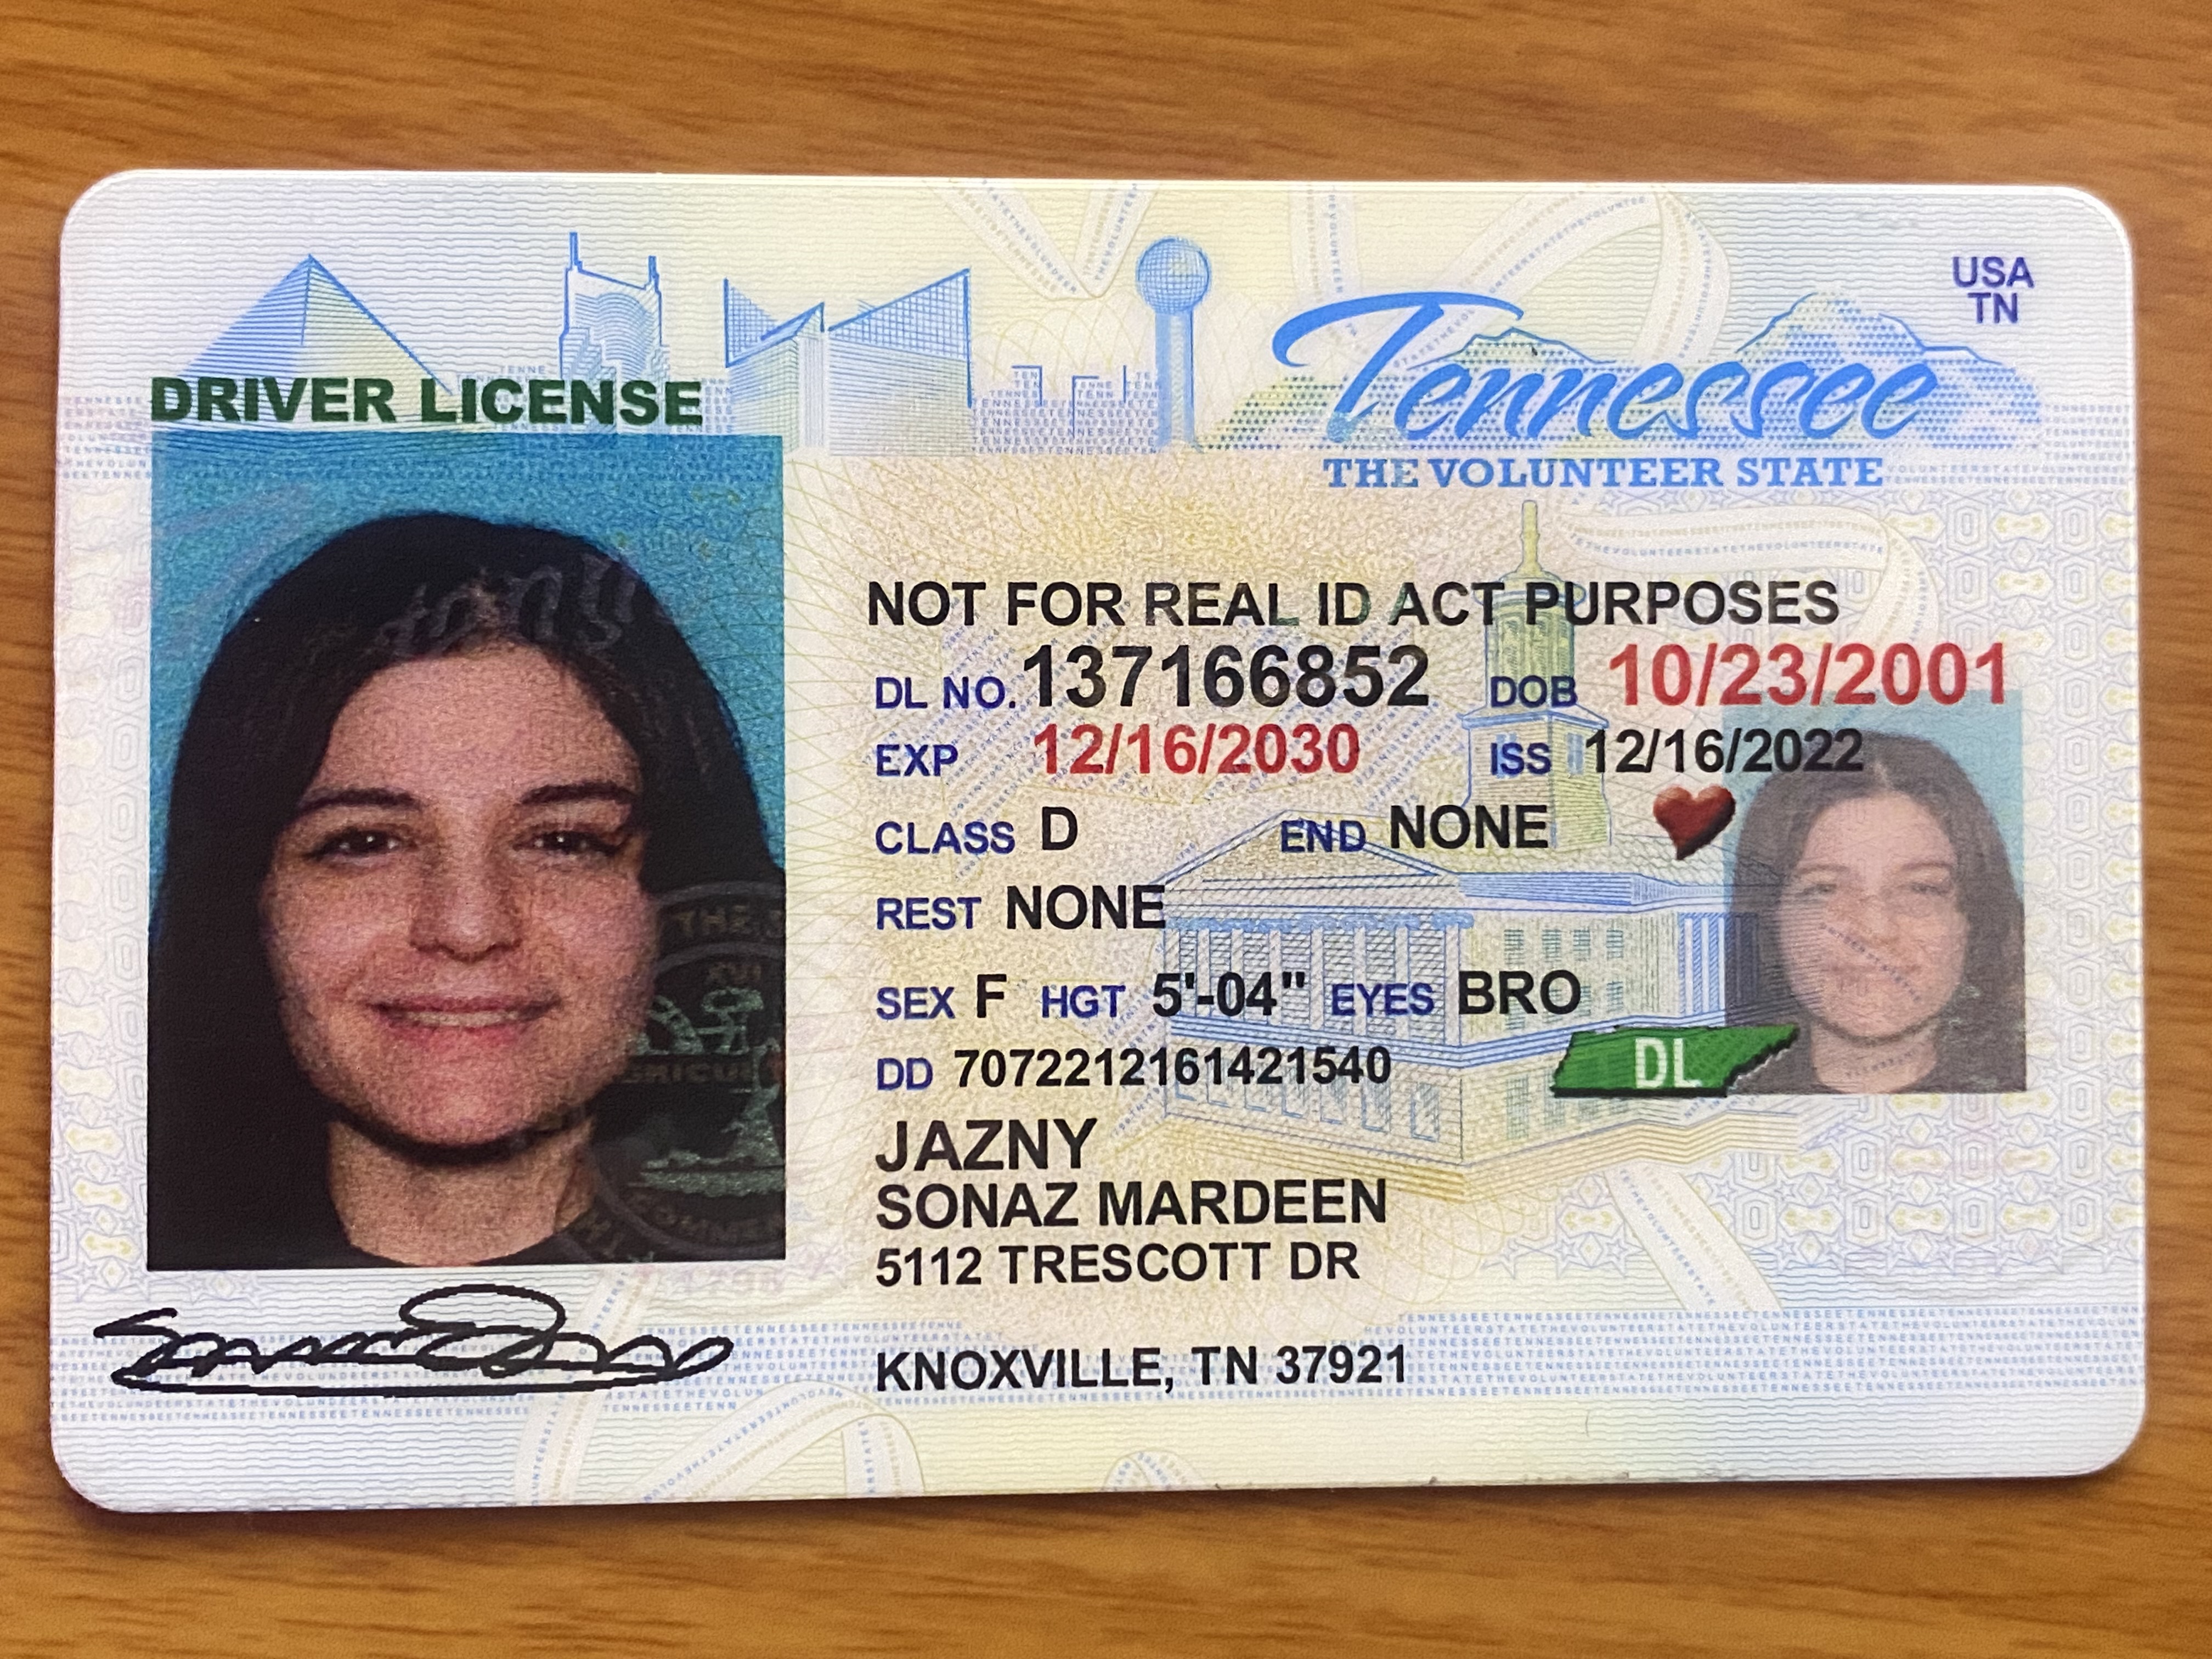 USA
TN
Tennessee
THE VOLUNTEER STATE
DRIVER LICENSE
NOT FOR REAL ID ACT PURPOSES
DL NO. 137166852 DOB 10/23/2001
EXP 12/16/2030 ISS 12/16/2022
CLASS D END NONE
REST NONE
SEX F HGT 5'-04" EYES BRO
DD 7072212161421540
DL
JAZNY
SONAZ MARDEEN
5112 TRESCOTT DR
KNOXVILLE, TN 37921